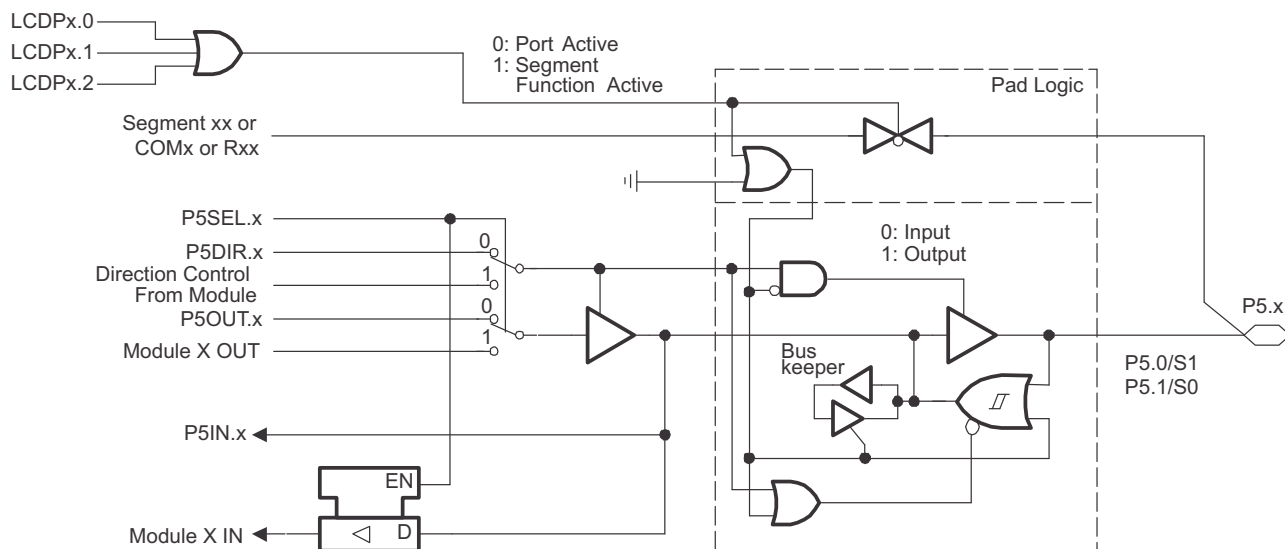 LCDPx.0
LCDPx.1
LCDPx.2
0: Port Active
1: Segment
Function Active
Pad Logic
Segment xx or
COMx or Rxx
P5SEL.x
0
P5DIR.x
Direction Control
From Module
1
0
P5OUT.x
1
Module X OUT
0: Input
1: Output
P5.x
Bus
keeper
P5.0/S1
P5.1/S0
P5IN.x
EN
D
Module X IN